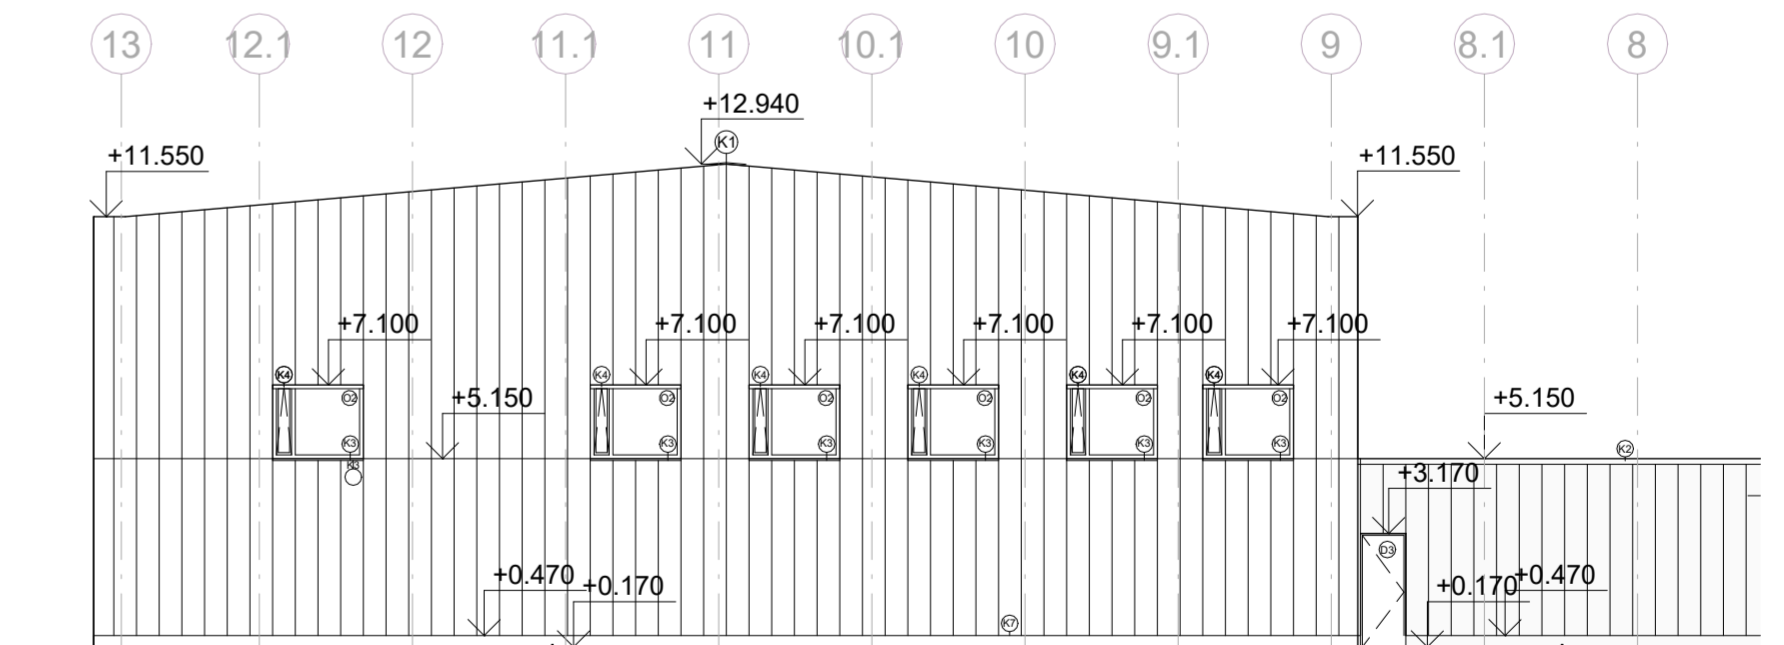 13 12.1 12 11.1 11 10.1 10 9.1 9 8.1 8
+12.940
K1
+11.550 +11.550
+7.100 +7.100 +7.100 +7.100 +7.100 +7.100
K4 K4 K4 K4 K4 K4
O2 O2 O2 O2 O2 O2
+5.150 +5.150
K3 K3 K3 K3 K3 K3
K2
K3
+3.170
D3
+0.470 +0.170 +0.170 +0.470
K7